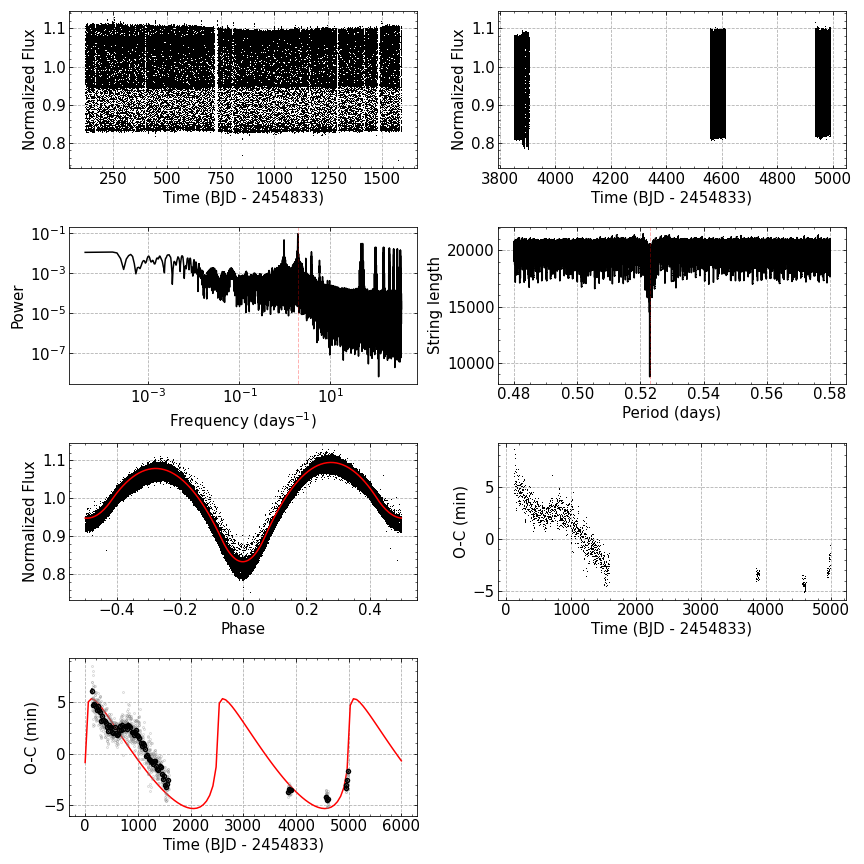 Normalized Flux
1.1
1.0
0.9
0.8
250 500 750 1000 1250 1500
Time (BJD - 2454833)
Normalized Flux
1.1
1.0
0.9
0.8
3800 4000 4200 4400 4600 4800 5000
Time (BJD - 2454833)
Power
10⁻¹
10⁻³
10⁻⁵
10⁻⁷
10⁻³ 10⁻¹ 10¹
Frequency (days⁻¹)
String length
20000
15000
10000
0.48 0.50 0.52 0.54 0.56 0.58
Period (days)
Normalized Flux
1.1
1.0
0.9
0.8
−0.4 −0.2 0.0 0.2 0.4
Phase
O-C (min)
5
0
−5
0 1000 2000 3000 4000 5000
Time (BJD - 2454833)
O-C (min)
5
0
−5
0 1000 2000 3000 4000 5000 6000
Time (BJD - 2454833)